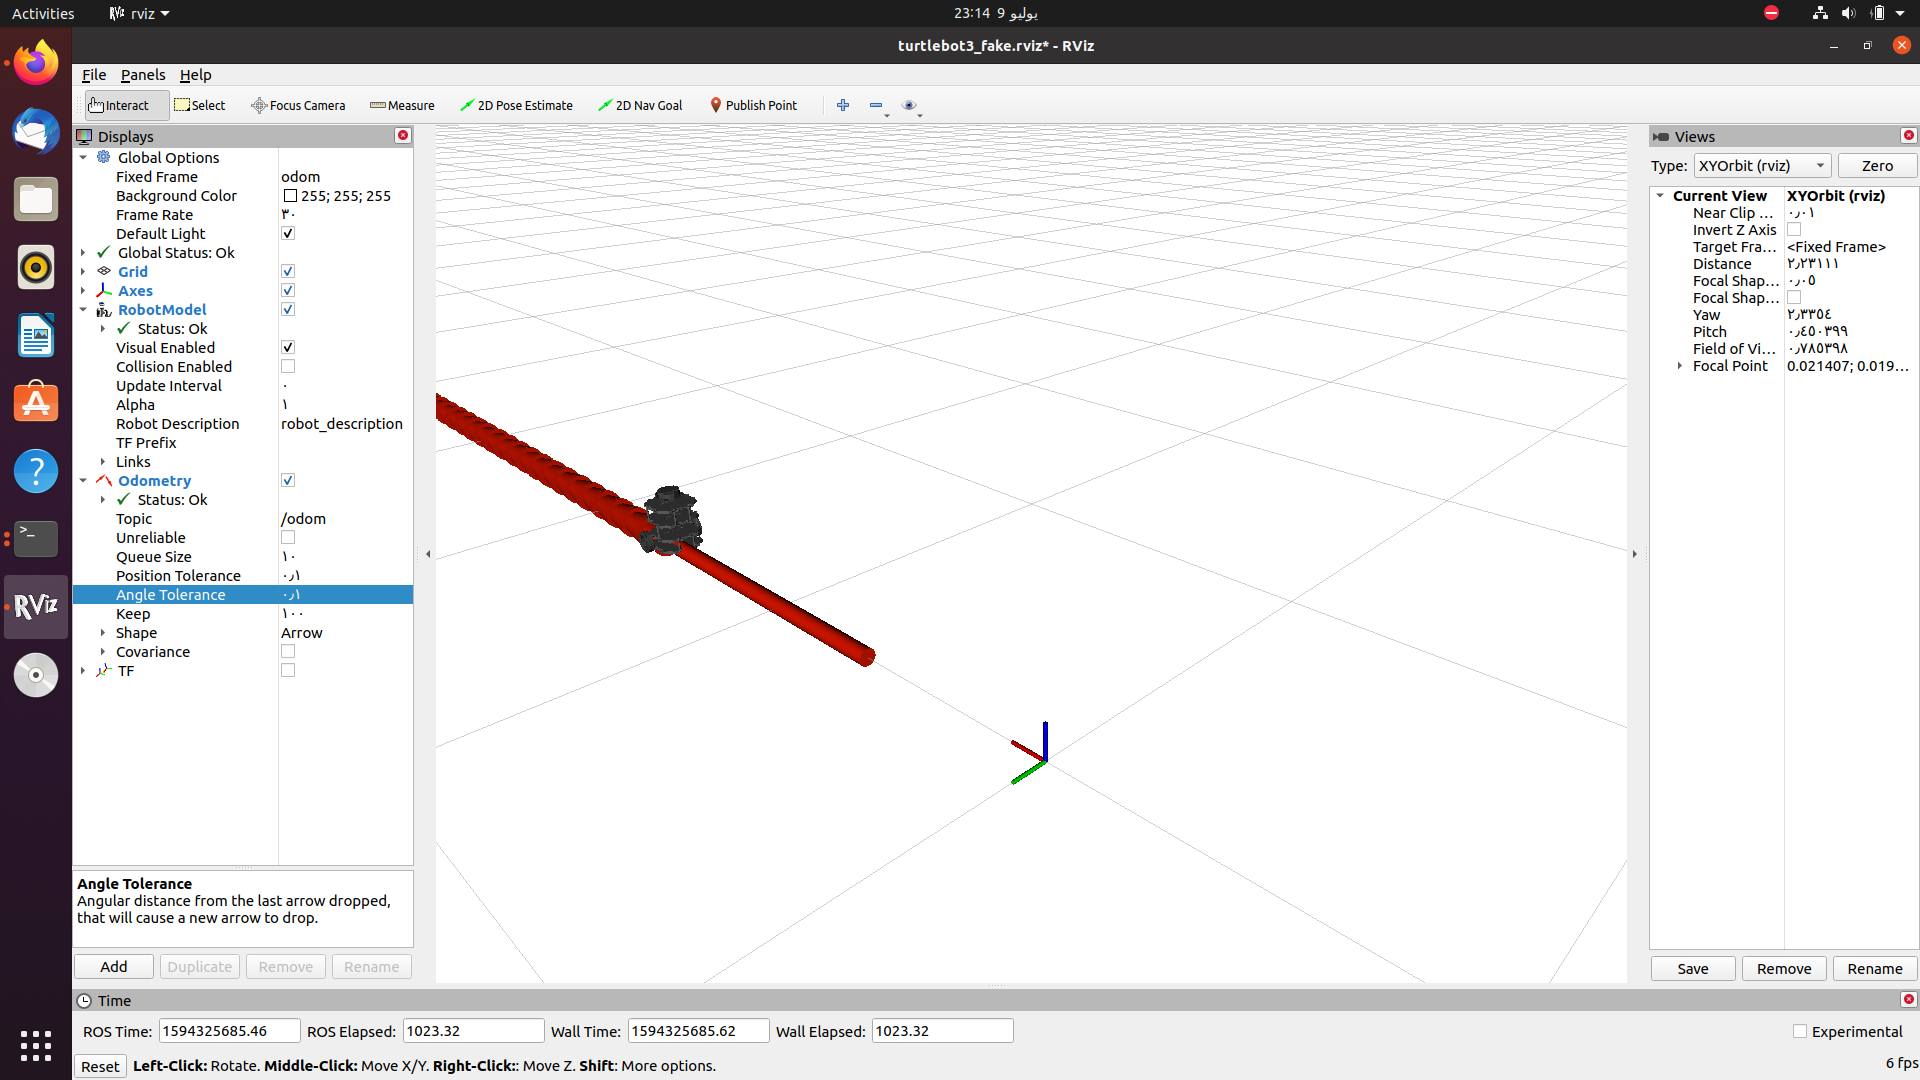 Activities
rviz
23:14 9 يوليو
turtlebot3_fake.rviz* - RViz
File Panels Help
Interact Select Focus Camera Measure 2D Pose Estimate 2D Nav Goal Publish Point
Displays
Global Options
Fixed Frame odom
Background Color 255; 255; 255
Frame Rate ٣٠
Default Light
Global Status: Ok
Grid
Axes
RobotModel
Status: Ok
Visual Enabled
Collision Enabled
Update Interval ٠
Alpha ١
Robot Description robot_description
TF Prefix
Links
Odometry
Status: Ok
Topic /odom
Unreliable
Queue Size ١٠
Position Tolerance ٠٫١
Angle Tolerance ٠٫١
Keep ١٠٠
Shape Arrow
Covariance
TF
Angle Tolerance
Angular distance from the last arrow dropped,
that will cause a new arrow to drop.
Add Duplicate Remove Rename
Views
Type: XYOrbit (rviz) Zero
Current View XYOrbit (rviz)
Near Clip ... ٠٫٠١
Invert Z Axis
Target Fra... <Fixed Frame>
Distance ٢٫٢٣١١١
Focal Shap... ٠٫٠٥
Focal Shap...
Yaw ٢٫٣٣٥٤
Pitch ٠٫٤٥٠٣٩٩
Field of Vi... ٠٫٧٨٥٣٩٨
Focal Point 0.021407; 0.019...
Save Remove Rename
Time
ROS Time: 1594325685.46 ROS Elapsed: 1023.32 Wall Time: 1594325685.62 Wall Elapsed: 1023.32 Experimental
Reset Left-Click: Rotate. Middle-Click: Move X/Y. Right-Click:: Move Z. Shift: More options. 6 fps
RViz